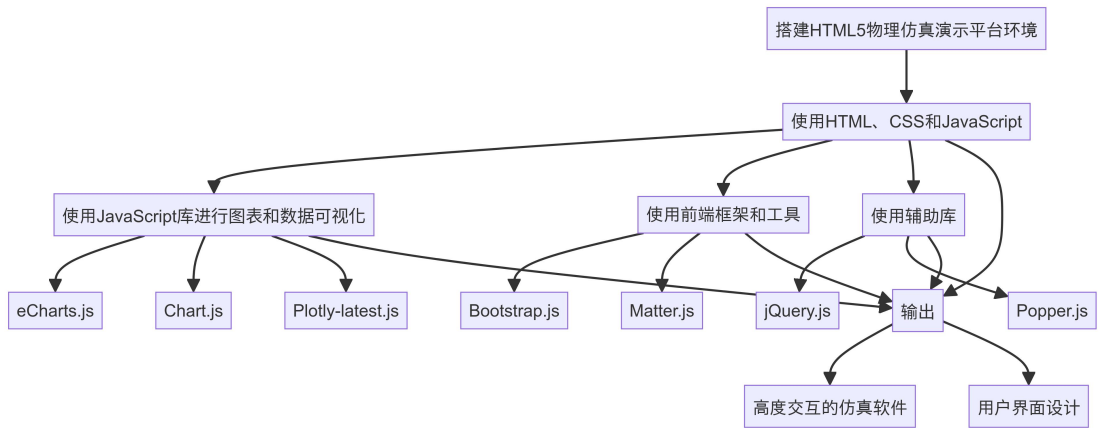 搭建HTML5物理仿真演示平台环境
使用HTML、CSS和JavaScript
使用JavaScript库进行图表和数据可视化
使用前端框架和工具
使用辅助库
eCharts.js
Chart.js
Plotly-latest.js
Bootstrap.js
Matter.js
jQuery.js
输出
Popper.js
高度交互的仿真软件
用户界面设计